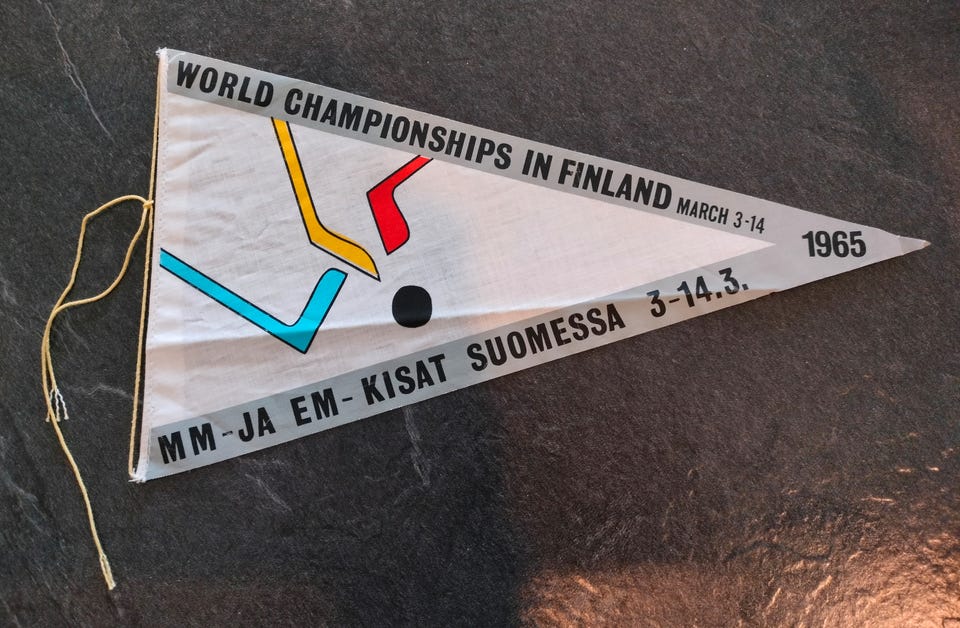 WORLD CHAMPIONSHIPS IN FINLAND MARCH 3-14
1965
MM-JA EM-KISAT SUOMESSA 3-14.3.